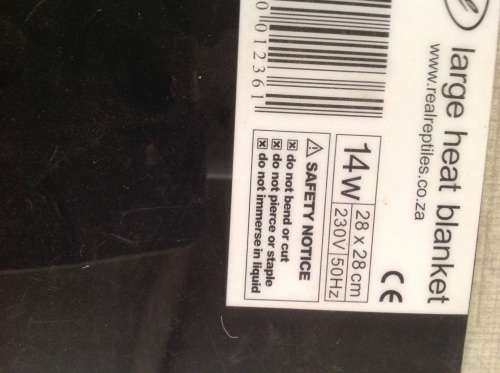 large heat blanket
www.realreptiles.co.za
14W
28 x 28 cm
230V/50Hz
CE
⚠ SAFETY NOTICE
☒ do not bend or cut
☒ do not pierce or staple
☒ do not immerse in liquid
0 012361